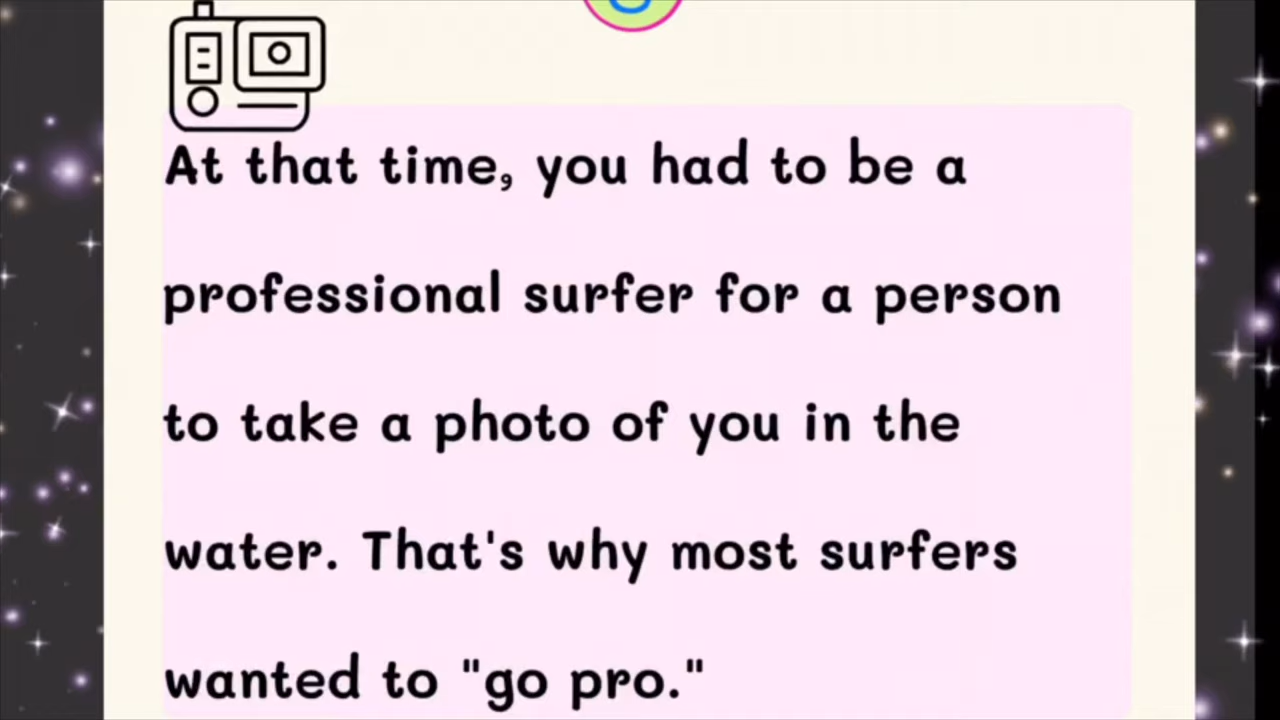 At that time, you had to be a
professional surfer for a person
to take a photo of you in the
water. That's why most surfers
wanted to "go pro."